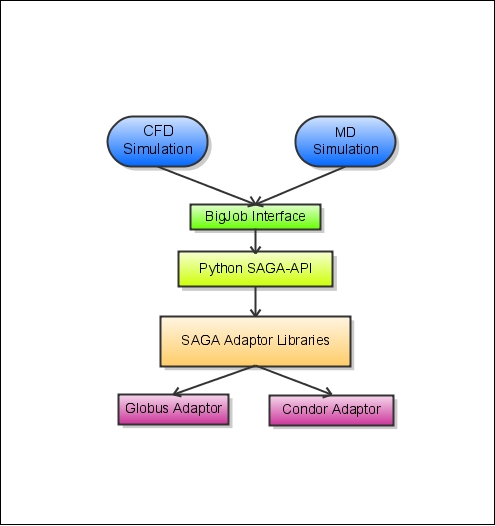 CFD
Simulation
MD
Simulation
BigJob Interface
Python SAGA-API
SAGA Adaptor Libraries
Globus Adaptor
Condor Adaptor